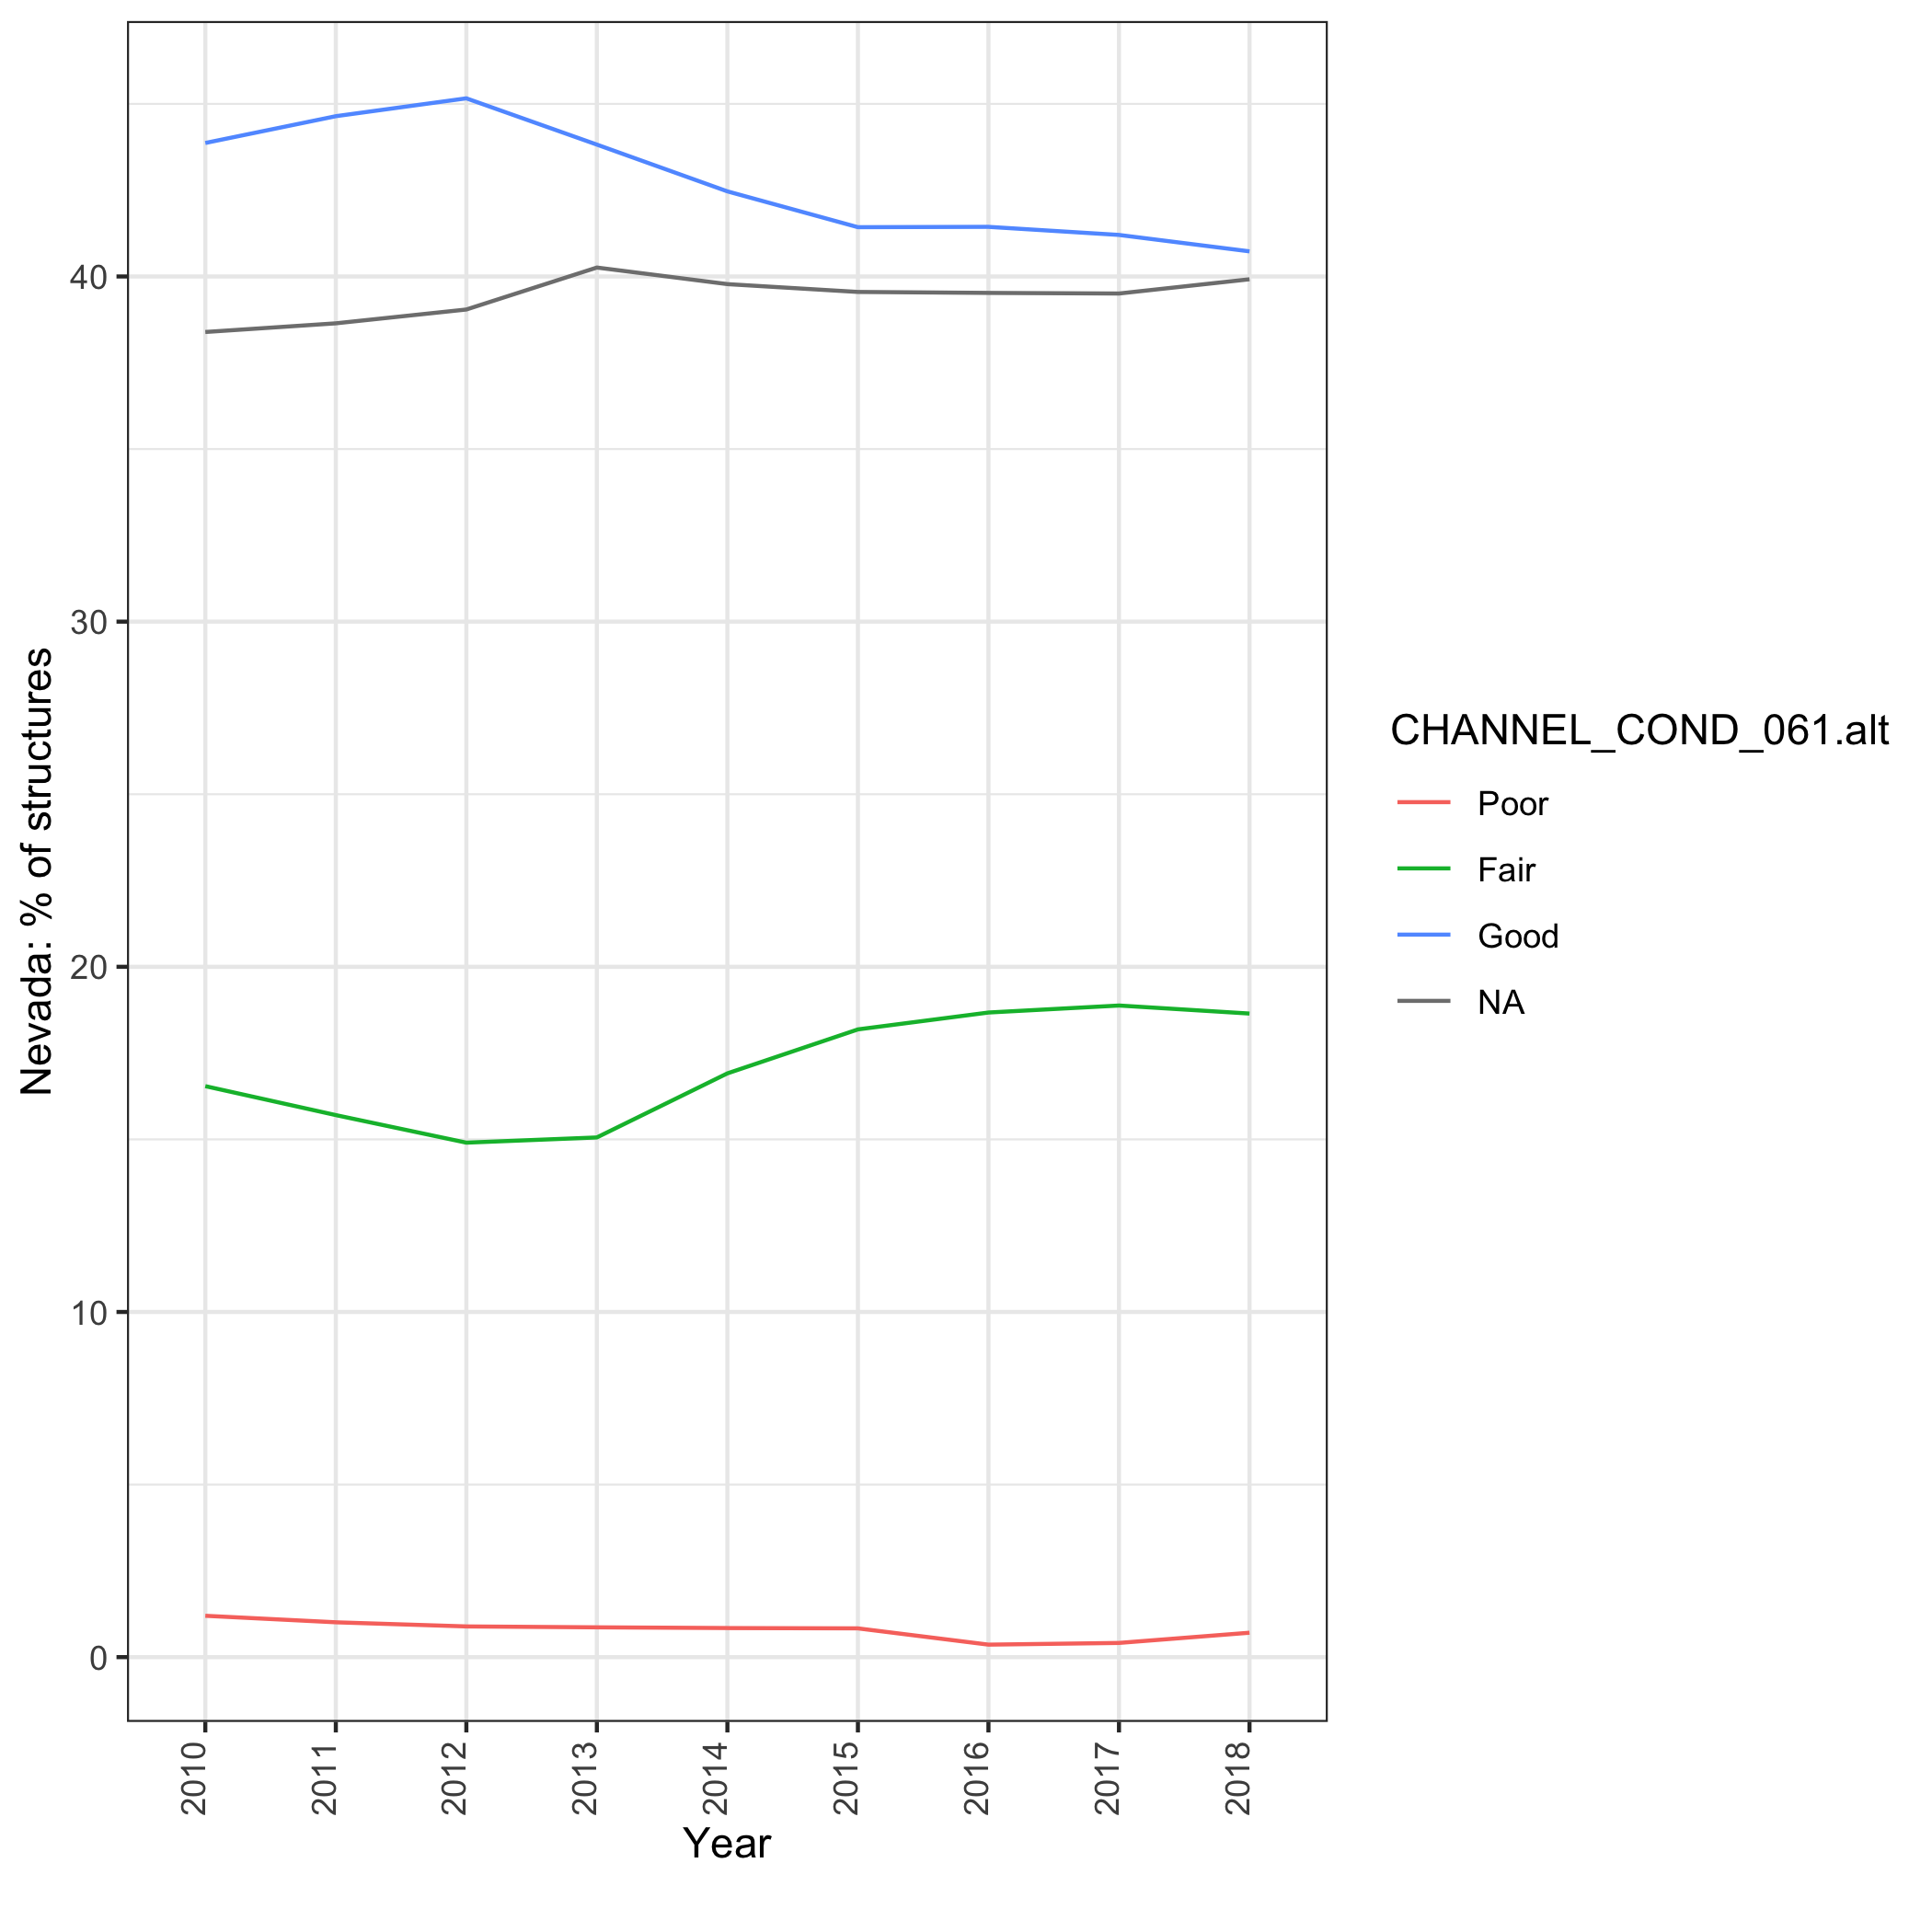 Nevada: % of structures
40
30
20
10
0
2010
2011
2012
2013
2014
2015
2016
2017
2018
Year
CHANNEL_COND_061.alt
Poor
Fair
Good
NA